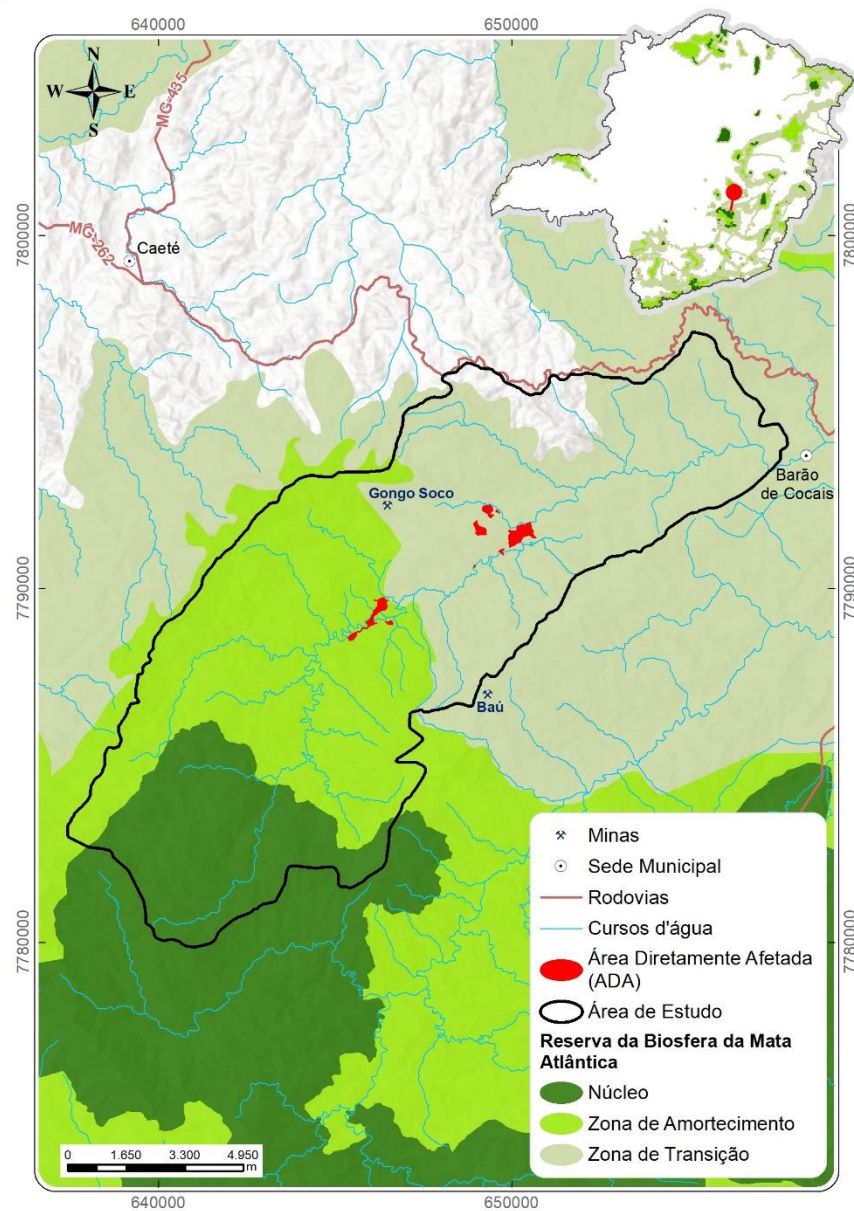 640000
650000
N
W
E
S
MG-435
MG-262
7800000
7800000
Caeté
Barão
de Cocais
Gongo Soco
7790000
7790000
Baú
7780000
7780000
Minas
Sede Municipal
Rodovias
Cursos d'água
Área Diretamente Afetada
(ADA)
Área de Estudo
Reserva da Biosfera da Mata
Atlântica
Núcleo
Zona de Amortecimento
Zona de Transição
0 1.650 3.300 4.950
m
640000
650000